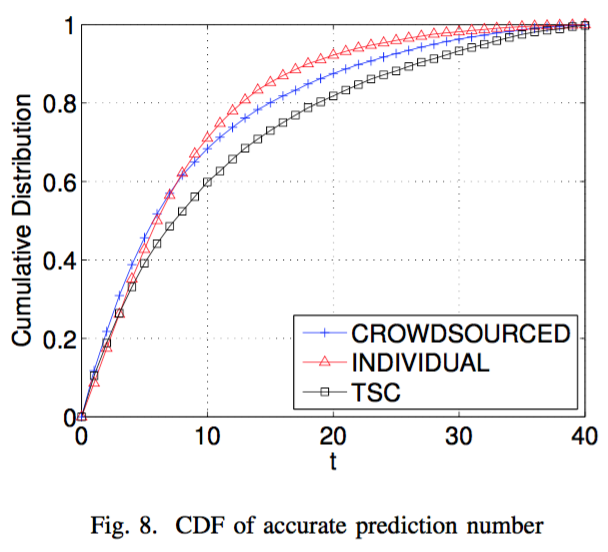 1
0.8
0.6
0.4
0.2
0
Cumulative Distribution
CROWDSOURCED
INDIVIDUAL
TSC
0 10 20 30 40
t
Fig. 8. CDF of accurate prediction number